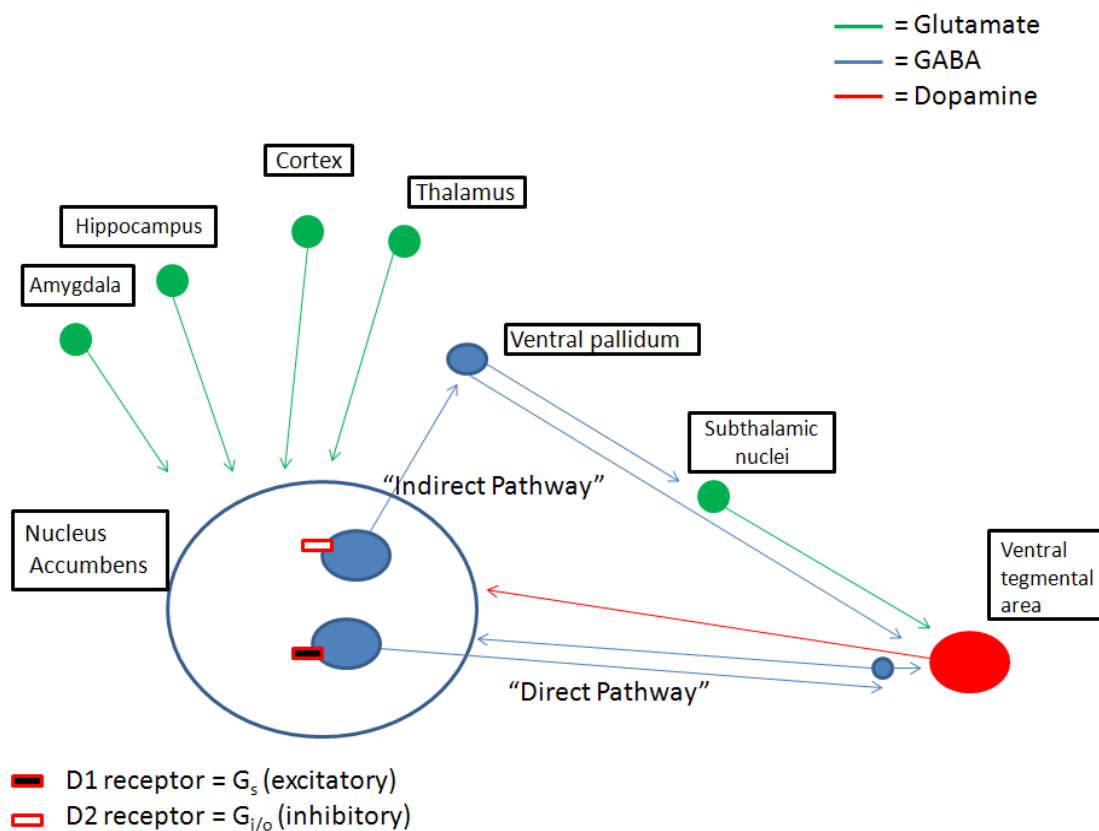 = Glutamate
= GABA
= Dopamine
Cortex
Thalamus
Hippocampus
Amygdala
Ventral pallidum
Subthalamic
nuclei
"Indirect Pathway”
Nucleus
Accumbens
Ventral
tegmental
area
“Direct Pathway”
D1 receptor = Gs (excitatory)
D2 receptor = Gi/o (inhibitory)